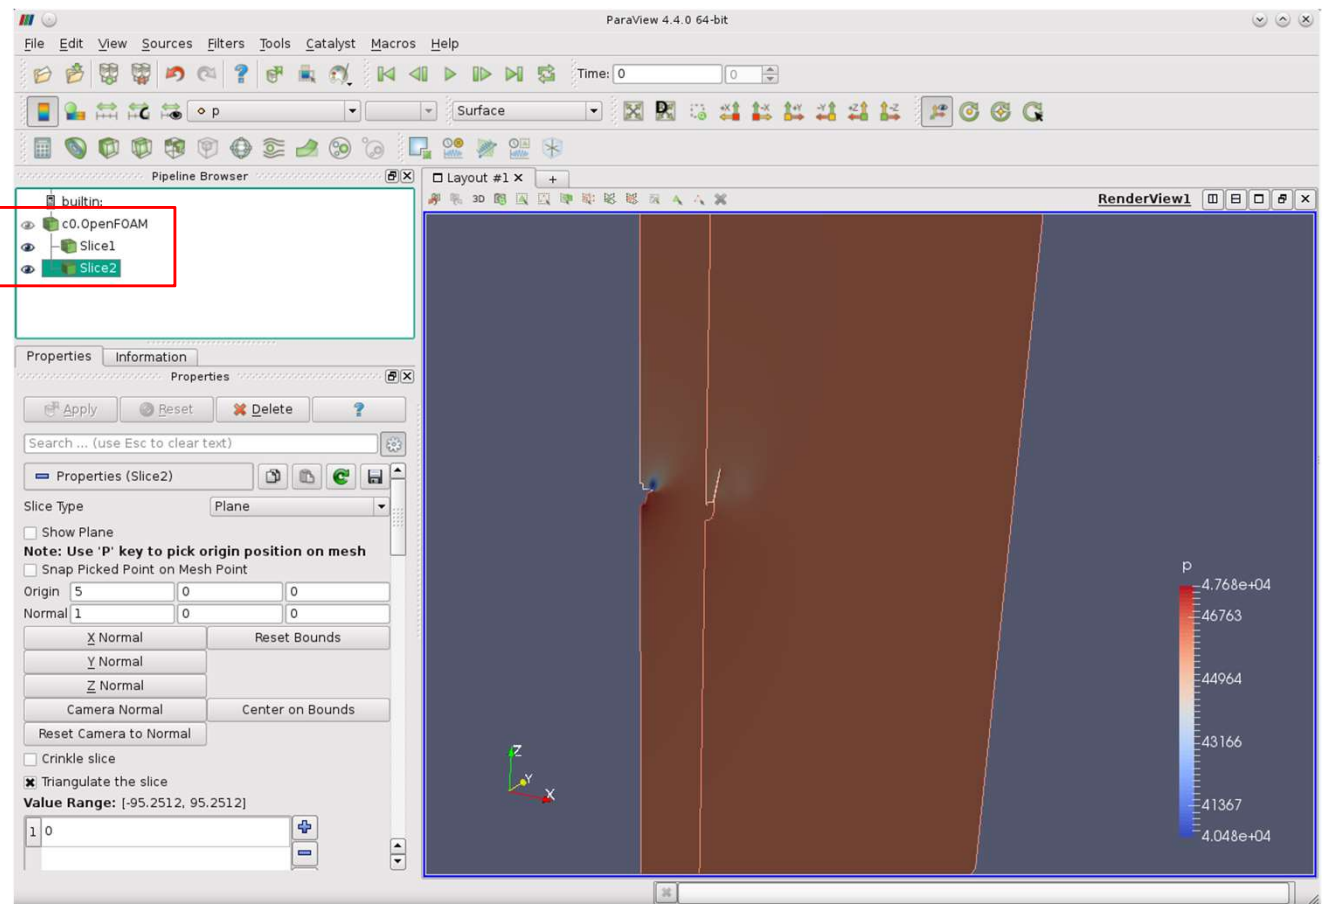 ParaView 4.4.0 64-bit
File Edit View Sources Filters Tools Catalyst Macros Help
Time: 0 0
p Surface
Pipeline Browser
Layout #1
3D
RenderView1
builtin:
c0.OpenFOAM
Slice1
Slice2
Properties Information
Properties
Apply Reset Delete ?
Search ... (use Esc to clear text)
Properties (Slice2)
Slice Type Plane
Show Plane
Note: Use 'P' key to pick origin position on mesh
Snap Picked Point on Mesh Point
Origin 5 0 0
Normal 1 0 0
X Normal Reset Bounds
Y Normal
Z Normal
Camera Normal Center on Bounds
Reset Camera to Normal
Crinkle slice
Triangulate the slice
Value Range: [-95.2512, 95.2512]
1 0
p
4.768e+04
46763
44964
43166
41367
4.048e+04
Z
Y
X